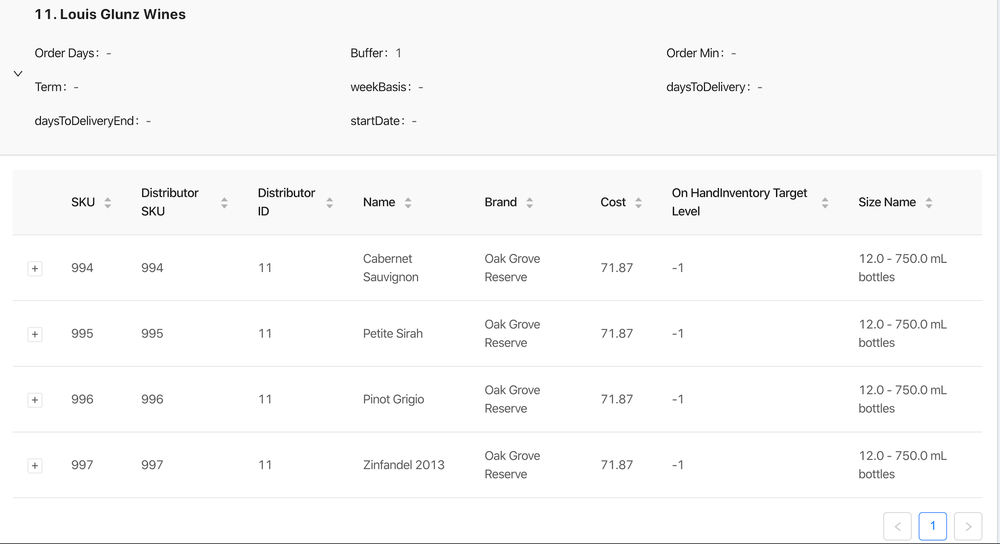 11. Louis Glunz Wines
Order Days: -
Buffer: 1
Order Min: -
Term: -
weekBasis: -
daysToDelivery: -
daysToDeliveryEnd: -
startDate: -
SKU
Distributor
SKU
Distributor
ID
Name
Brand
Cost
On HandInventory Target
Level
Size Name
+
994
994
11
Cabernet
Sauvignon
Oak Grove
Reserve
71.87
-1
12.0 - 750.0 mL
bottles
+
995
995
11
Petite Sirah
Oak Grove
Reserve
71.87
-1
12.0 - 750.0 mL
bottles
+
996
996
11
Pinot Grigio
Oak Grove
Reserve
71.87
-1
12.0 - 750.0 mL
bottles
+
997
997
11
Zinfandel 2013
Oak Grove
Reserve
71.87
-1
12.0 - 750.0 mL
bottles
< 1 >